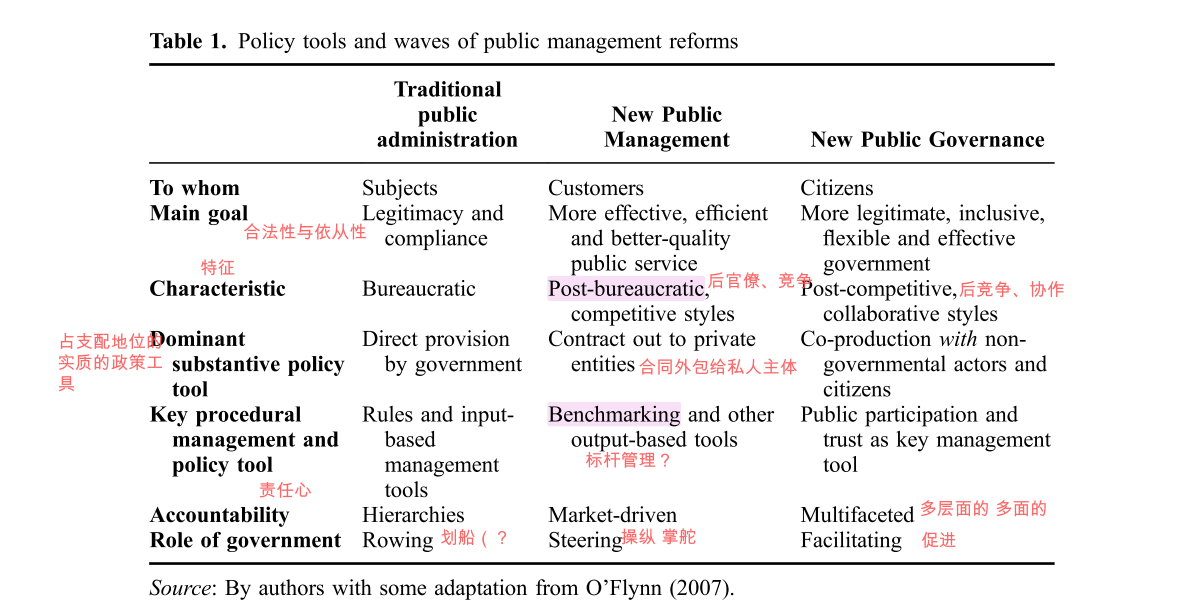 Table 1. Policy tools and waves of public management reforms
Traditional
public
administration
New Public
Management
New Public Governance
To whom
Subjects
Customers
Citizens
Main goal
合法性与依从性
Legitimacy and
compliance
More effective, efficient
and better-quality
public service
More legitimate, inclusive,
flexible and effective
government
特征
Characteristic
Bureaucratic
Post-bureaucratic,
competitive styles
后官僚、竞争
Post-competitive,
collaborative styles
后竞争、协作
占支配地位的
实质的政策工
具
Dominant
substantive policy
tool
Direct provision
by government
Contract out to private
entities
合同外包给私人主体
Co-production with non-
governmental actors and
citizens
Key procedural
management and
policy tool
Rules and input-
based
management
tools
Benchmarking and other
output-based tools
标杆管理？
Public participation and
trust as key management
tool
责任心
Accountability
Hierarchies
Market-driven
Multifaceted
多层面的 多面的
Role of government
Rowing
划船（？
Steering
操纵 掌舵
Facilitating
促进
Source: By authors with some adaptation from O’Flynn (2007).